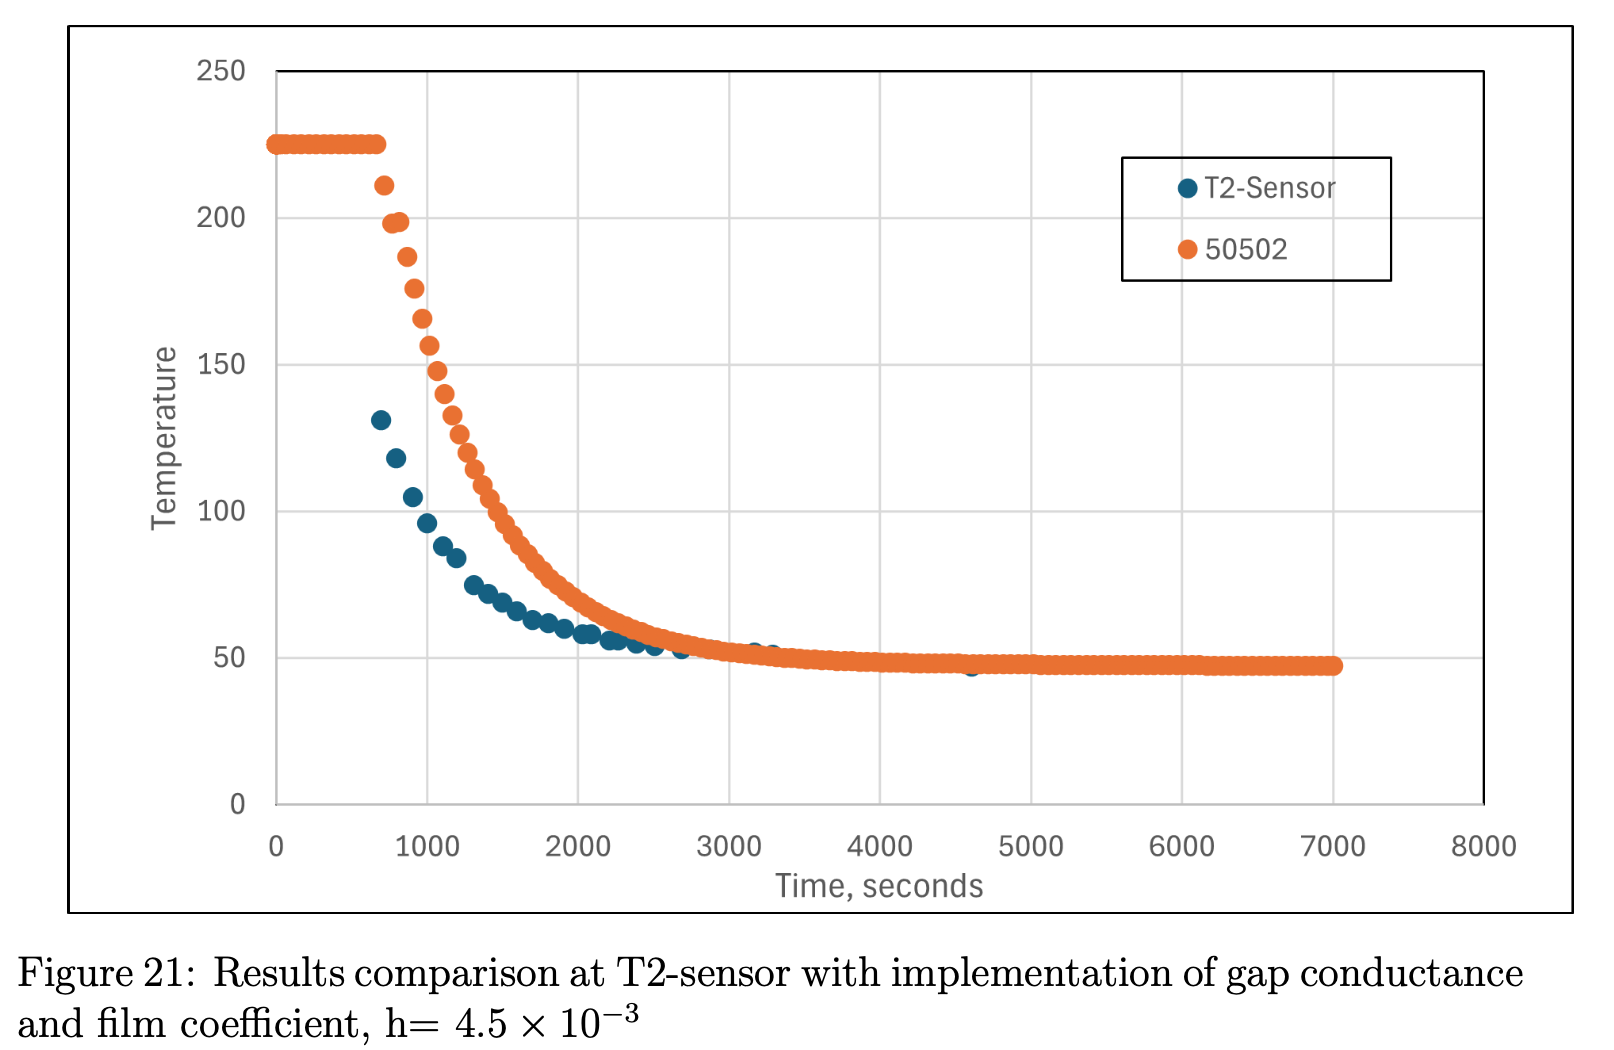 250
200
150
100
50
0
Temperature
T2-Sensor
50502
0 1000 2000 3000 4000 5000 6000 7000 8000
Time, seconds
Figure 21: Results comparison at T2-sensor with implementation of gap conductance
and film coefficient, h= 4.5 × 10⁻³